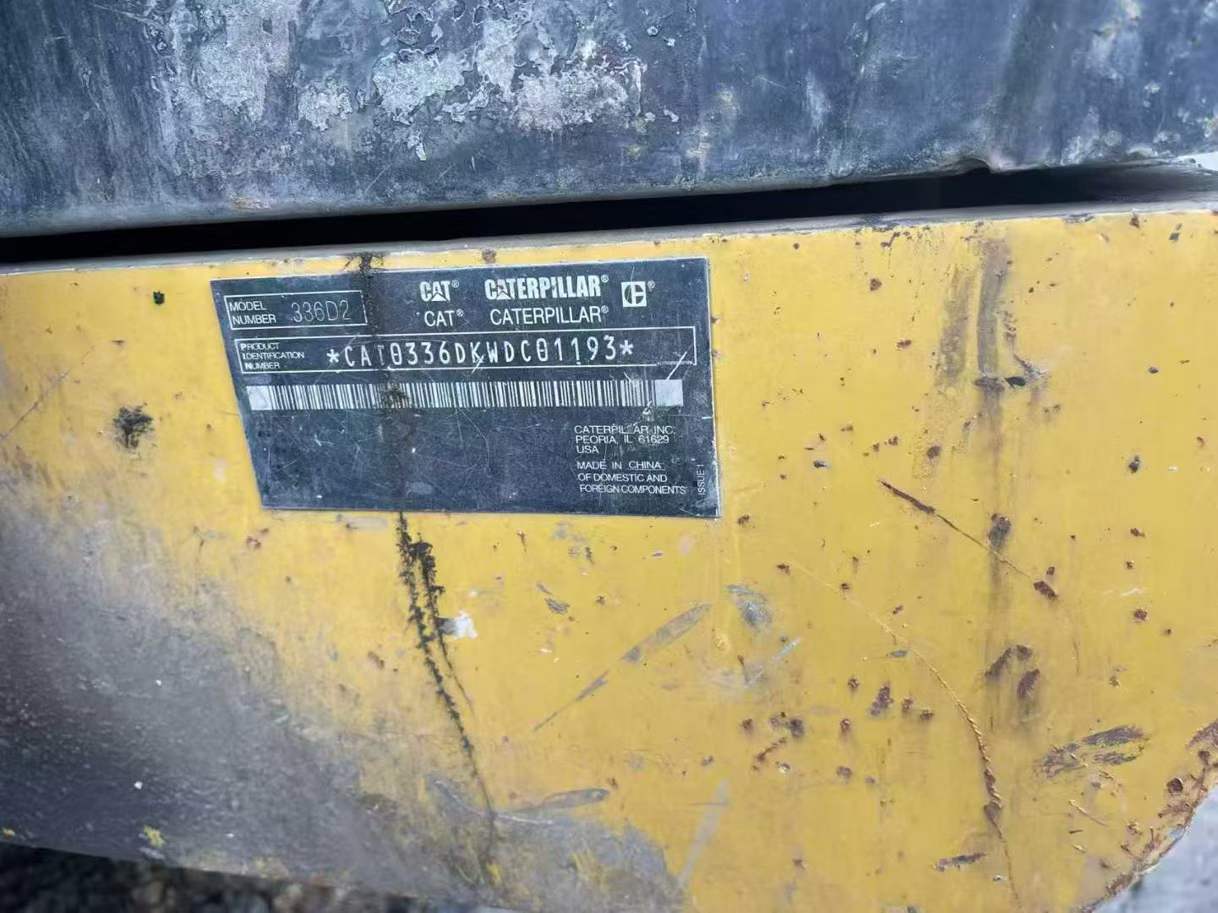 CAT® CATERPILLAR® C®
CAT® CATERPILLAR®
MODEL
NUMBER 336D2
PRODUCT
IDENTIFICATION
NUMBER
*CAT0336DKWDC01193*
CATERPILLAR INC.
PEORIA, IL 61629
USA
MADE IN CHINA
OF DOMESTIC AND
FOREIGN COMPONENTS
ISSUE1